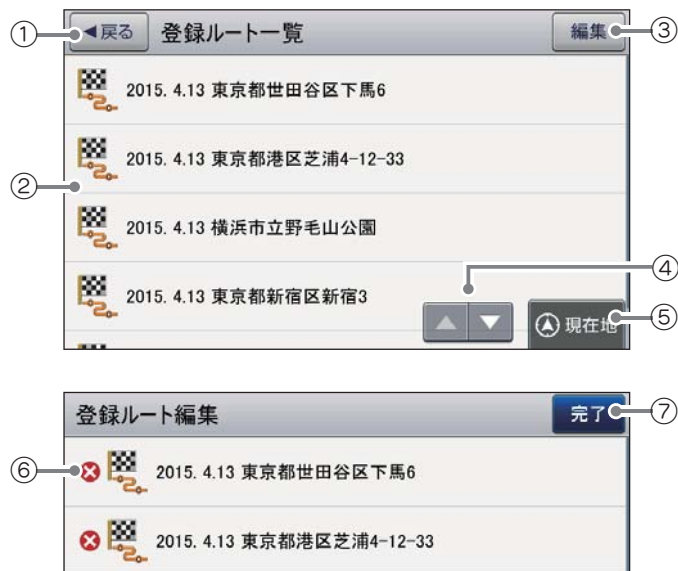 ① ◀戻る 登録ルート一覧 編集 ③
2015. 4.13 東京都世田谷区下馬6
2015. 4.13 東京都港区芝浦4-12-33
②
2015. 4.13 横浜市立野毛山公園
④
2015. 4.13 東京都新宿区新宿3
▲ ▼ 現在地 ⑤
登録ルート編集 完了 ⑦
⑥ 2015. 4.13 東京都世田谷区下馬6
2015. 4.13 東京都港区芝浦4-12-33